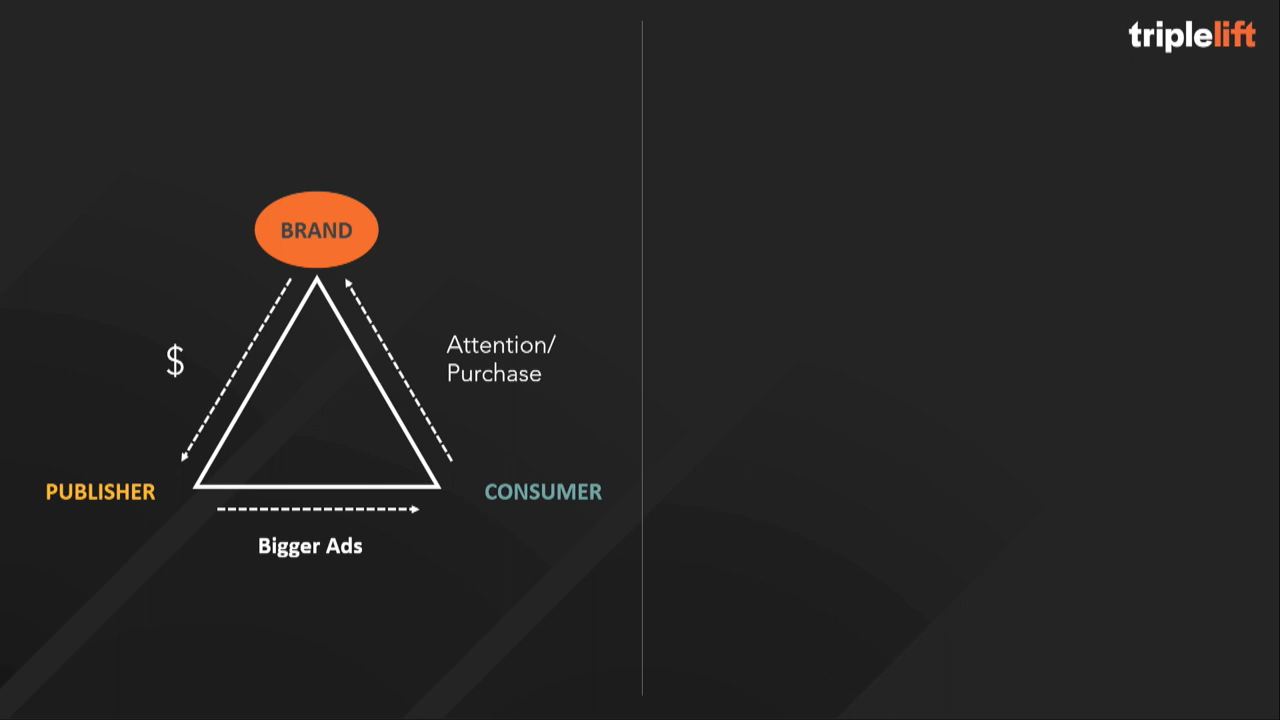 triplelift
BRAND
$
Attention/
Purchase
PUBLISHER
CONSUMER
Bigger Ads